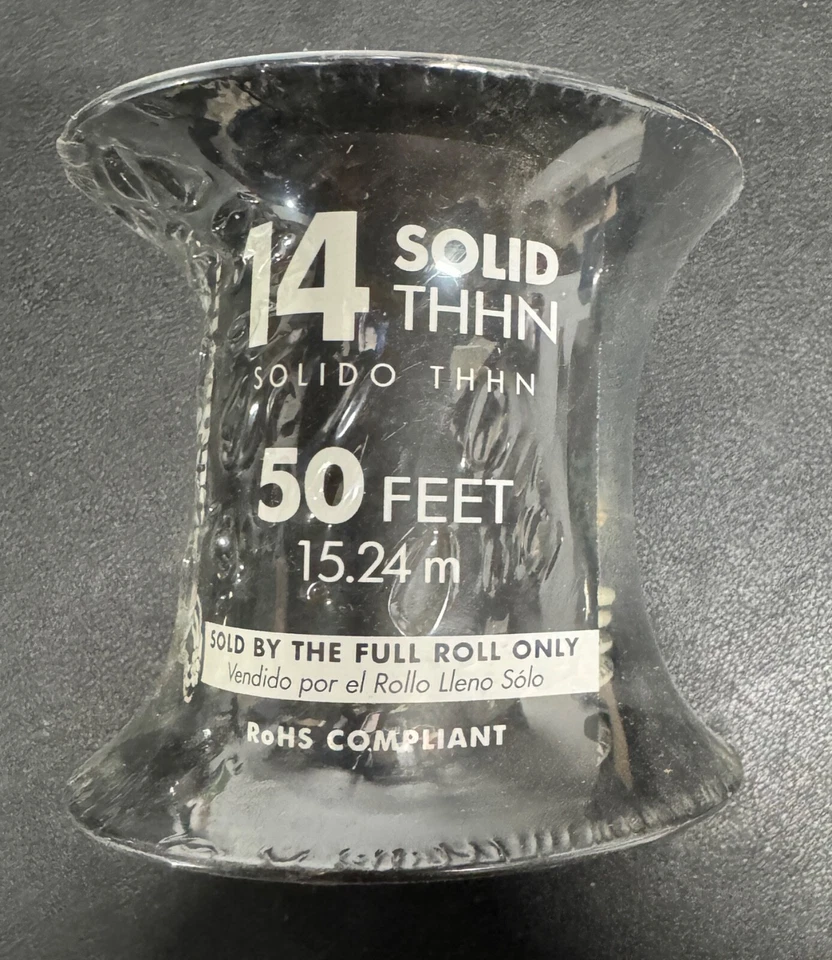 14 SOLID
THHN
SOLIDO THHN
50 FEET
15.24 m
SOLD BY THE FULL ROLL ONLY
Vendido por el Rollo Lleno Sólo
RoHS COMPLIANT